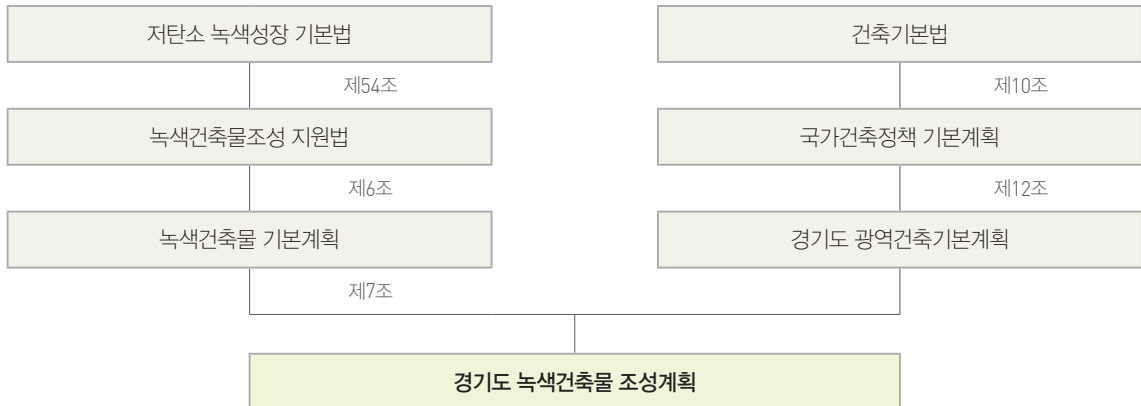 저탄소 녹색성장 기본법
건축기본법
제54조
제10조
녹색건축물조성 지원법
국가건축정책 기본계획
제6조
제12조
녹색건축물 기본계획
경기도 광역건축기본계획
제7조
경기도 녹색건축물 조성계획